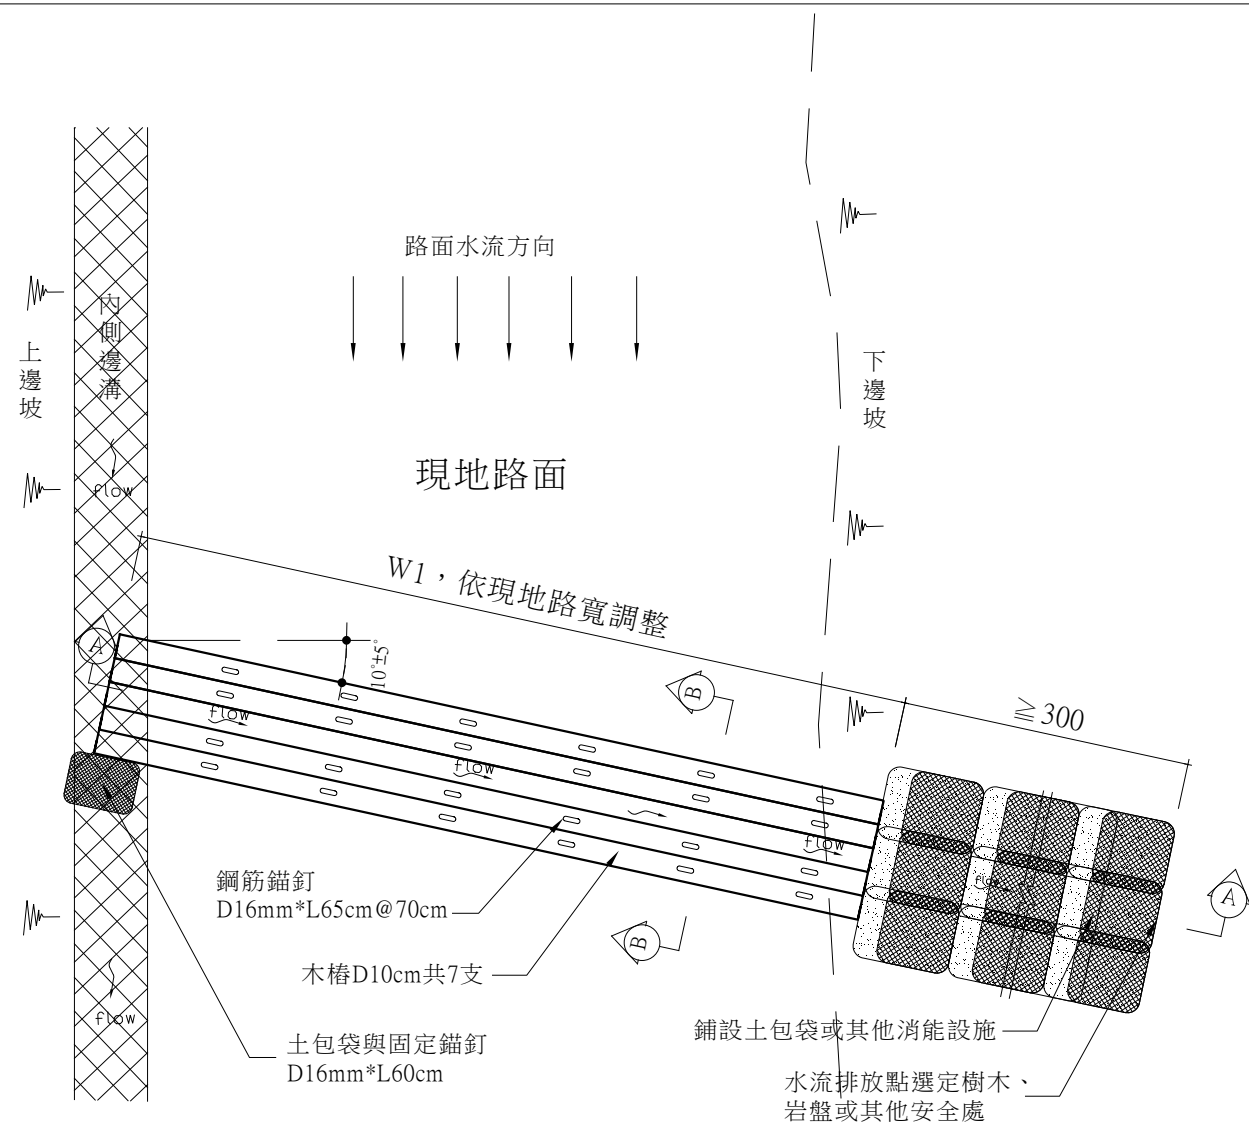 路面水流方向
內側邊溝
上邊坡
下邊坡
flow
現地路面
W1，依現地路寬調整
A
10°±5°
B
≧300
flow
flow
flow
flow
鋼筋錨釘
D16mm*L65cm@70cm
A
B
木樁D10cm共7支
flow
鋪設土包袋或其他消能設施
土包袋與固定錨釘
D16mm*L60cm
水流排放點選定樹木、
岩盤或其他安全處